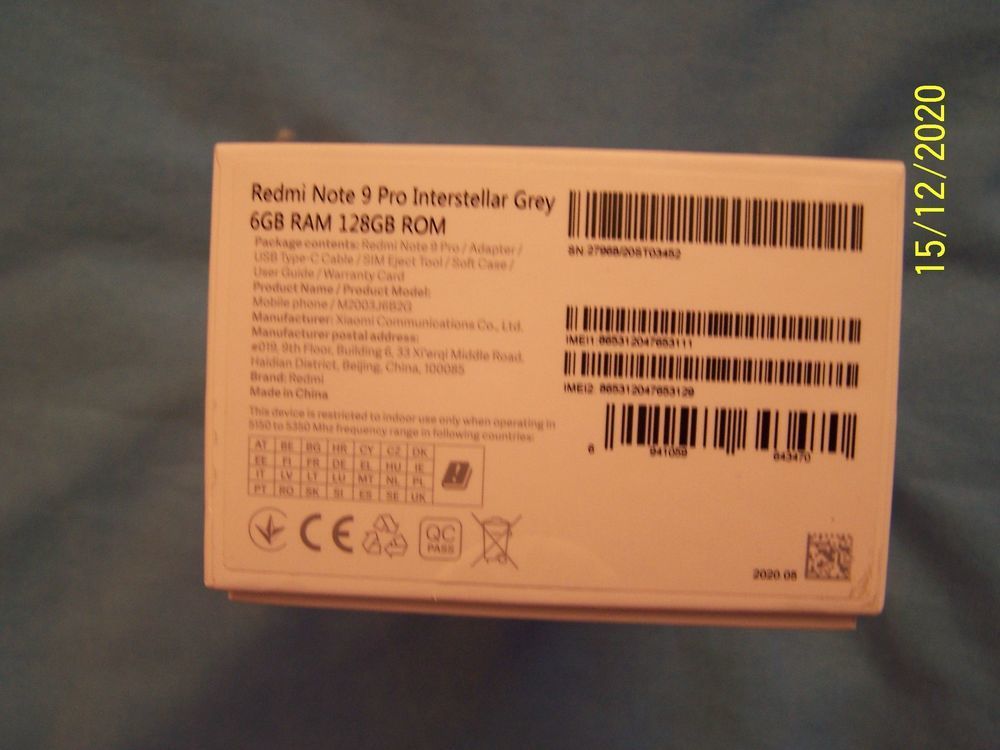 Redmi Note 9 Pro Interstellar Grey
6GB RAM 128GB ROM
Package contents: Redmi Note 9 Pro / Adapter /
USB Type-C Cable / SIM Eject Tool / Soft Case /
User Guide / Warranty Card
Product Name / Product Model:
Mobile phone / M2003J6B2G
Manufacturer: Xiaomi Communications Co., Ltd.
Manufacturer postal address:
#019, 9th Floor, Building 6, 33 Xi'erqi Middle Road,
Haidian District, Beijing, China, 100085
Brand: Redmi
Made in China
This device is restricted to indoor use only when operating in
5150 to 5350 Mhz frequency range in following countries:
AT BE BG HR CY CZ DK
EE FI FR DE EL HU IE
IT LV LT LU MT NL PL
PT RO SK SI ES SE UK
CE
QC
PASS
SN:
IMEI1: 865312047653111
IMEI2: 865312047653129
6 941059 643470
2020.05
15/12/2020